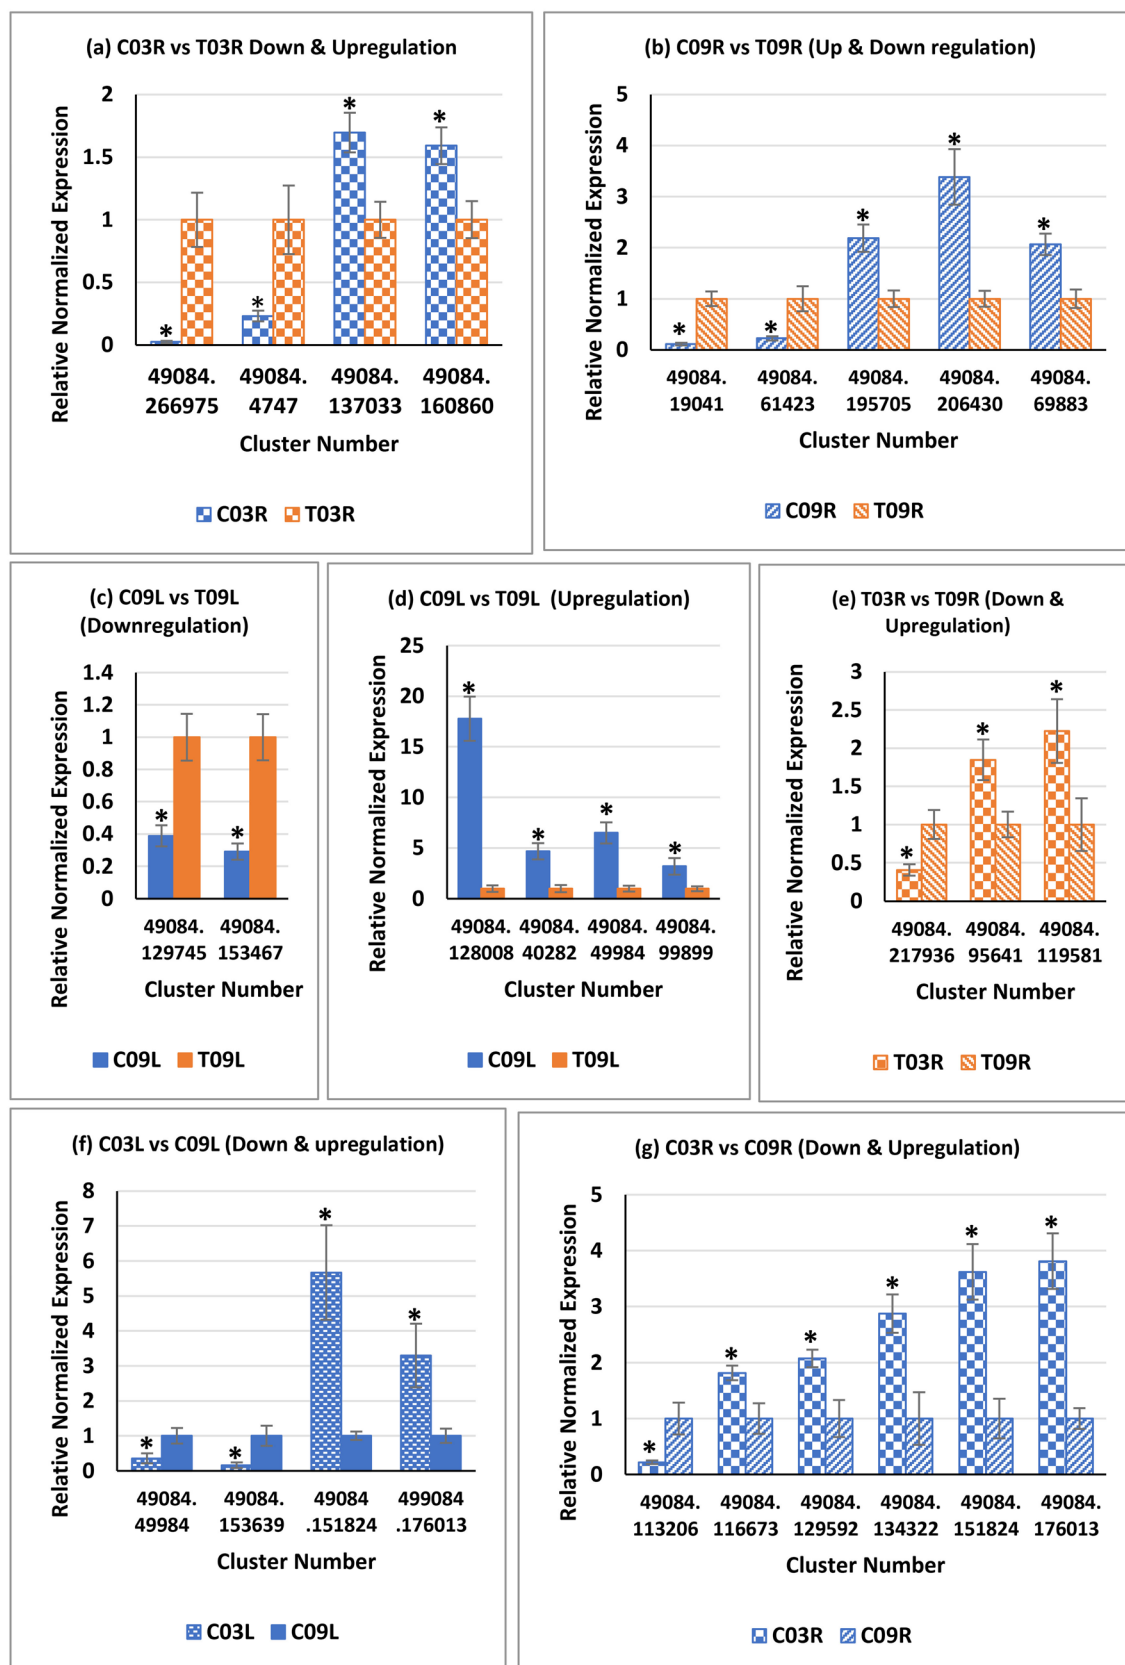 (a) C03R vs T03R Down & Upregulation
Relative Normalized Expression
2
1.5
1
0.5
0
*
*
*
*
49084. 49084. 49084. 49084.
266975 4747 137033 160860
Cluster Number
C03R T03R
(b) C09R vs T09R (Up & Down regulation)
Relative Normalized Expression
5
4
3
2
1
0
*
*
*
*
*
49084. 49084. 49084. 49084. 49084.
19041 61423 195705 206430 69883
Cluster Number
C09R T09R
(c) C09L vs T09L
(Downregulation)
Relative Normalized Expression
1.4
1.2
1
0.8
0.6
0.4
0.2
0
*
*
49084. 49084.
129745 153467
Cluster Number
C09L T09L
(d) C09L vs T09L (Upregulation)
Relative Normalized Expression
25
20
15
10
5
0
*
*
*
*
49084. 49084. 49084. 49084.
128008 40282 49984 99899
Cluster Number
C09L T09L
(e) T03R vs T09R (Down &
Upregulation)
Relative Normalized Expression
3
2.5
2
1.5
1
0.5
0
*
*
*
49084. 49084. 49084.
217936 95641 119581
Cluster Number
T03R T09R
(f) C03L vs C09L (Down & upregulation)
Relative Normalized Expression
8
7
6
5
4
3
2
1
0
*
*
*
*
49084. 49084. 49084 499084
49984 153639 .151824 .176013
Cluster Number
C03L C09L
(g) C03R vs C09R (Down & Upregulation)
Relative Normalized Expression
5
4
3
2
1
0
*
*
*
*
*
*
49084. 49084. 49084. 49084. 49084. 49084.
113206 116673 129592 134322 151824 176013
Cluster Number
C03R C09R